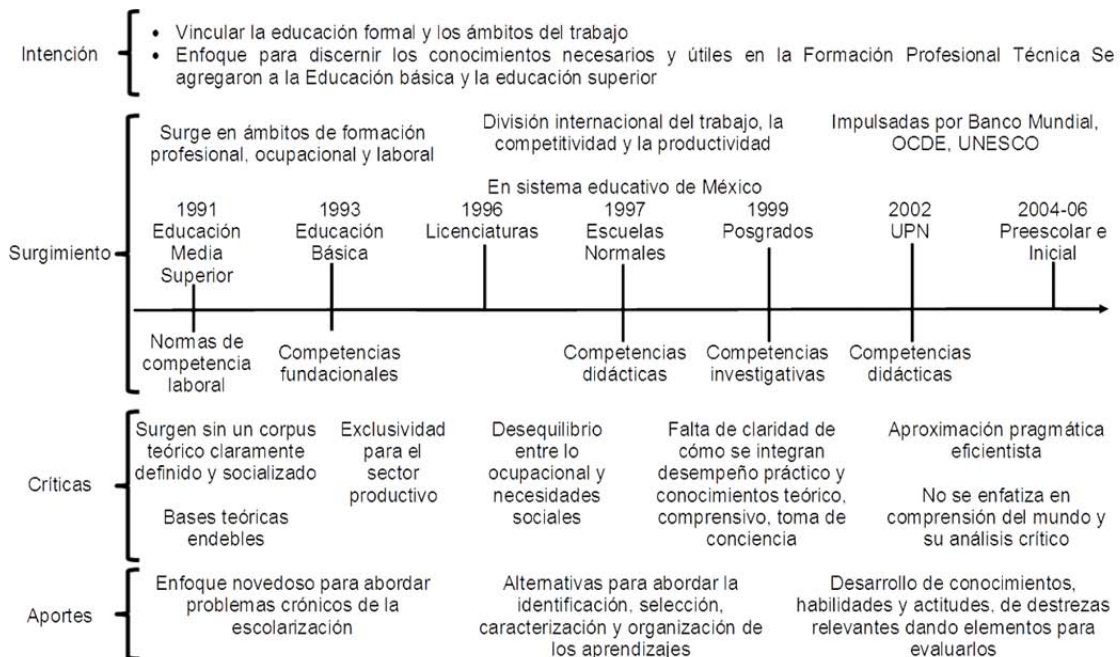 Intención
• Vincular la educación formal y los ámbitos del trabajo
• Enfoque para discernir los conocimientos necesarios y útiles en la Formación Profesional Técnica Se
agregaron a la Educación básica y la educación superior
Surgimiento
Surge en ámbitos de formación
profesional, ocupacional y laboral
División internacional del trabajo, la
competitividad y la productividad
Impulsadas por Banco Mundial,
OCDE, UNESCO
En sistema educativo de México
1991
Educación
Media
Superior
1993
Educación
Básica
1996
Licenciaturas
1997
Escuelas
Normales
1999
Posgrados
2002
UPN
2004-06
Preescolar e
Inicial
Normas de
competencia
laboral
Competencias
fundacionales
Competencias
didácticas
Competencias
investigativas
Competencias
didácticas
Críticas
Surgen sin un corpus
teórico claramente
definido y socializado
Bases teóricas
endebles
Exclusividad
para el
sector
productivo
Desequilibrio
entre lo
ocupacional y
necesidades
sociales
Falta de claridad de
cómo se integran
desempeño práctico y
conocimientos teórico,
comprensivo, toma de
conciencia
Aproximación pragmática
eficientista
No se enfatiza en
comprensión del mundo y
su análisis crítico
Aportes
Enfoque novedoso para abordar
problemas crónicos de la
escolarización
Alternativas para abordar la
identificación, selección,
caracterización y organización de
los aprendizajes
Desarrollo de conocimientos,
habilidades y actitudes, de destrezas
relevantes dando elementos para
evaluarlos